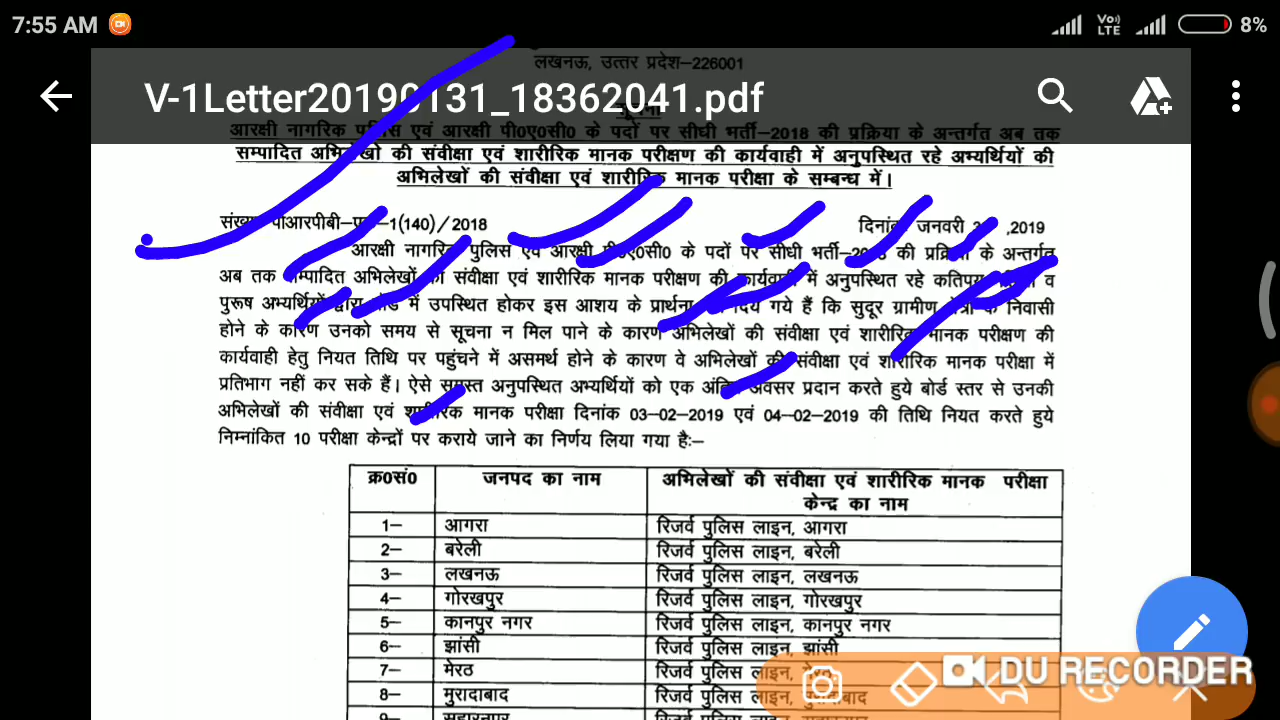 7:55 AM
Vo))
LTE
8%
लखनऊ, उत्तर प्रदेश-226001
V-1Letter20190131_18362041.pdf
सूचना
आरक्षी नागरिक पुलिस एवं आरक्षी पी0ए0सी0 के पदों पर सीधी भर्ती-2018 की प्रक्रिया के अन्तर्गत अब तक
सम्पादित अभिलेखों की संवीक्षा एवं शारीरिक मानक परीक्षण की कार्यवाही में अनुपस्थित रहे अभ्यर्थियों की
अभिलेखों की संवीक्षा एवं शारीरिक मानक परीक्षा के सम्बन्ध में।
संख्या पीआरपीबी-1(140)/2018 दिनांक जनवरी ,2019
आरक्षी नागरिक पुलिस एवं आरक्षी पी0ए0सी0 के पदों पर सीधी भर्ती-2018 की प्रक्रिया के अन्तर्गत
अब तक सम्पादित अभिलेखों की संवीक्षा एवं शारीरिक मानक परीक्षण की कार्यवाही में अनुपस्थित रहे कतिपय व
पुरूष अभ्यर्थियों द्वारा बोर्ड में उपस्थित होकर इस आशय के प्रार्थना दिये गये हैं कि सुदूर ग्रामीण क्षेत्रों के निवासी
होने के कारण उनको समय से सूचना न मिल पाने के कारण अभिलेखों की संवीक्षा एवं शारीरिक मानक परीक्षण की
कार्यवाही हेतु नियत तिथि पर पहुंचने में असमर्थ होने के कारण वे अभिलेखों की संवीक्षा एवं शारीरिक मानक परीक्षा में
प्रतिभाग नहीं कर सके हैं। ऐसे समस्त अनुपस्थित अभ्यर्थियों को एक अंतिम अवसर प्रदान करते हुये बोर्ड स्तर से उनकी
अभिलेखों की संवीक्षा एवं शारीरिक मानक परीक्षा दिनांक 03-02-2019 एवं 04-02-2019 की तिथि नियत करते हुये
निम्नांकित 10 परीक्षा केन्द्रों पर कराये जाने का निर्णय लिया गया हैः-
क्र0सं0 जनपद का नाम अभिलेखों की संवीक्षा एवं शारीरिक मानक परीक्षा
केन्द्र का नाम
1- आगरा रिजर्व पुलिस लाइन, आगरा
2- बरेली रिजर्व पुलिस लाइन, बरेली
3- लखनऊ रिजर्व पुलिस लाइन, लखनऊ
4- गोरखपुर रिजर्व पुलिस लाइन, गोरखपुर
5- कानपुर नगर रिजर्व पुलिस लाइन, कानपुर नगर
6- झांसी रिजर्व पुलिस लाइन, झांसी
7- मेरठ रिजर्व पुलिस लाइन, मेरठ
8- मुरादाबाद रिजर्व पुलिस लाइन, मुरादाबाद
DU RECORDER